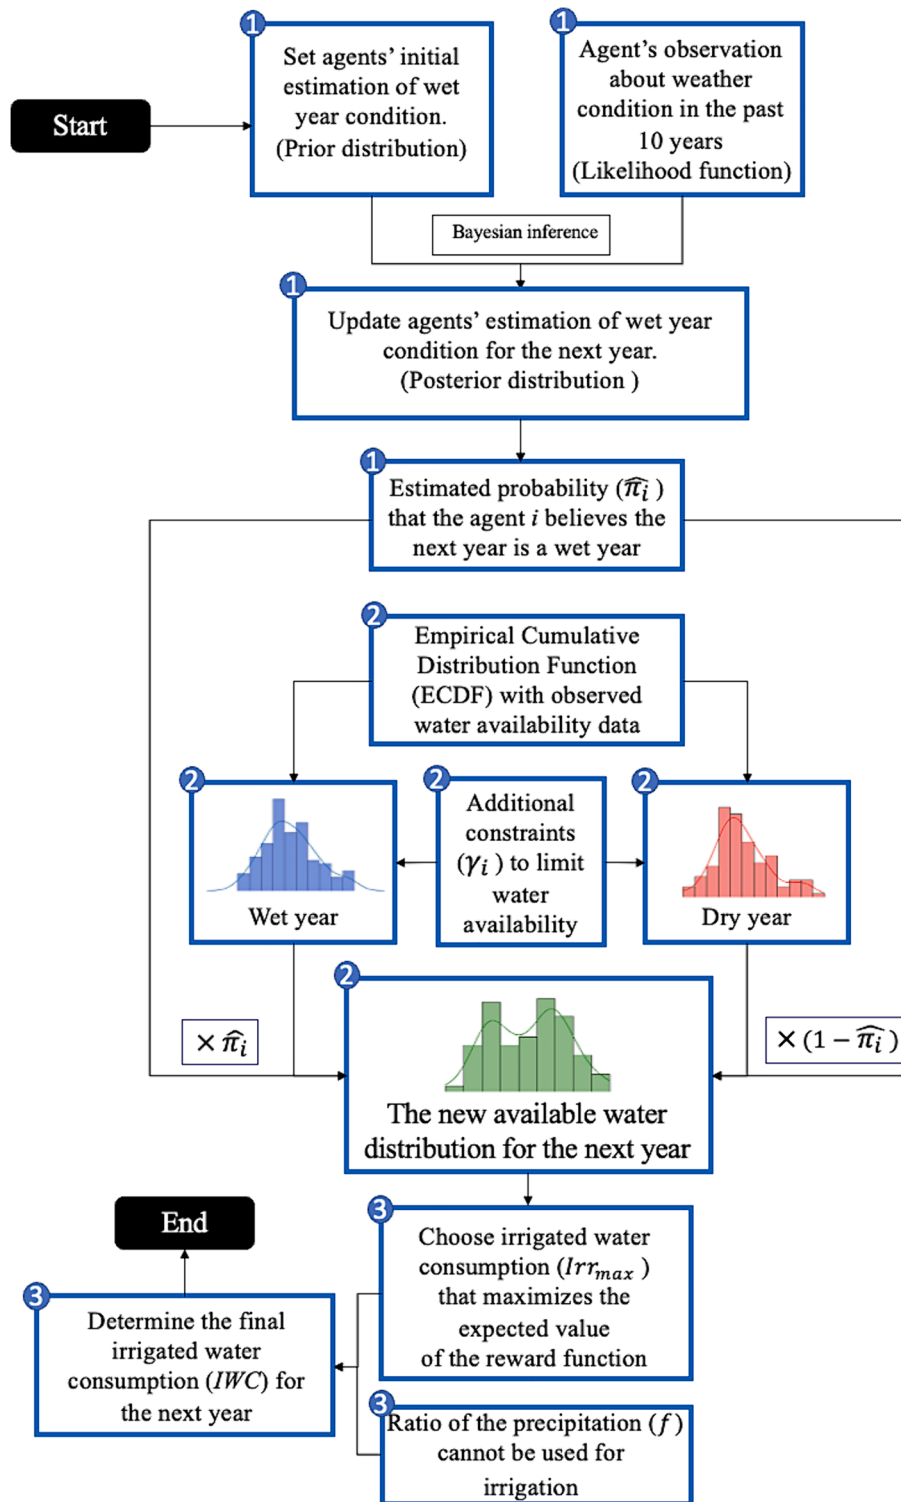 Start
1
Set agents’ initial
estimation of wet
year condition.
(Prior distribution)
1
Agent’s observation
about weather
condition in the past
10 years
(Likelihood function)
Bayesian inference
1
Update agents’ estimation of wet year
condition for the next year.
(Posterior distribution )
1
Estimated probability (π̂ᵢ )
that the agent i believes the
next year is a wet year
2
Empirical Cumulative
Distribution Function
(ECDF) with observed
water availability data
2
Wet year
2
Additional
constraints
(γᵢ ) to limit
water
availability
2
Dry year
× π̂ᵢ
2
The new available water
distribution for the next year
× (1 − π̂ᵢ )
3
Choose irrigated water
consumption (Irrₘₐₓ )
that maximizes the
expected value
of the reward function
End
3
Determine the final
irrigated water
consumption (IWC) for
the next year
3
Ratio of the precipitation (f)
cannot be used for
irrigation